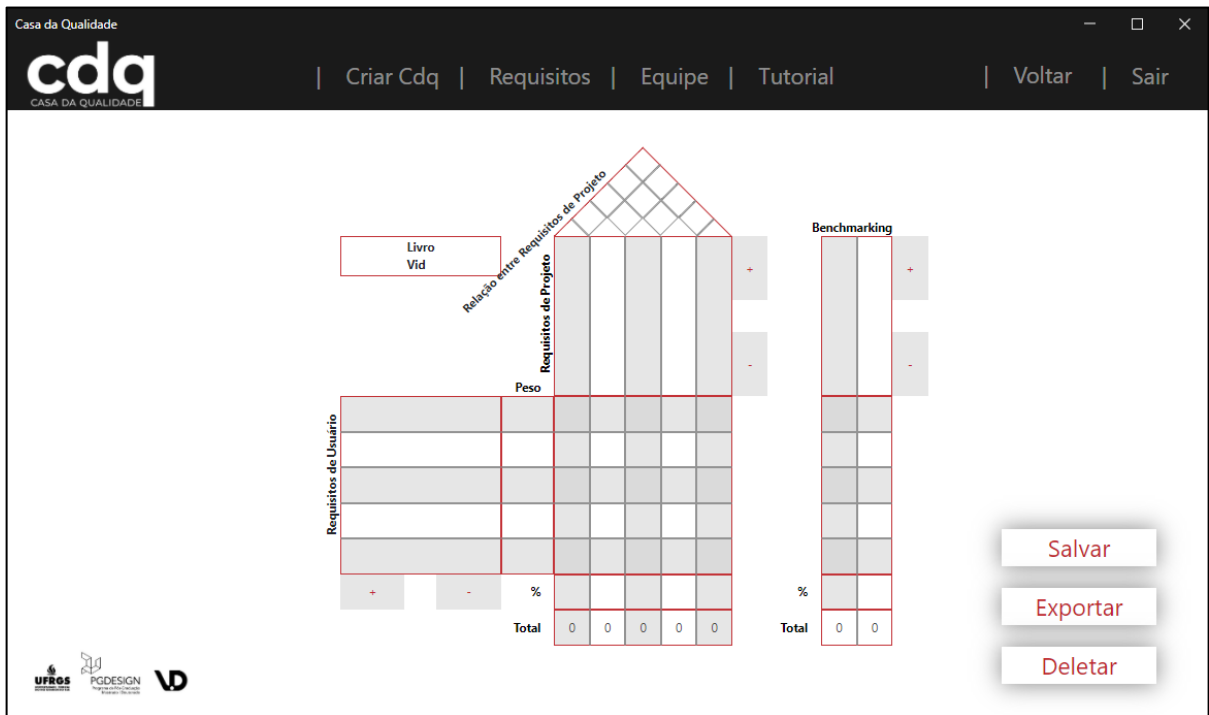 Casa da Qualidade
cdq
CASA DA QUALIDADE
| Criar Cdq | Requisitos | Equipe | Tutorial | Voltar | Sair
Livro
Vid
Relação entre Requisitos de Projeto
Requisitos de Projeto
+
-
Benchmarking
+
-
Peso
Requisitos de Usuário
+ - % %
Total 0 0 0 0 0 Total 0 0
Salvar
Exportar
Deletar
UFRGS
PGDESIGN
VD